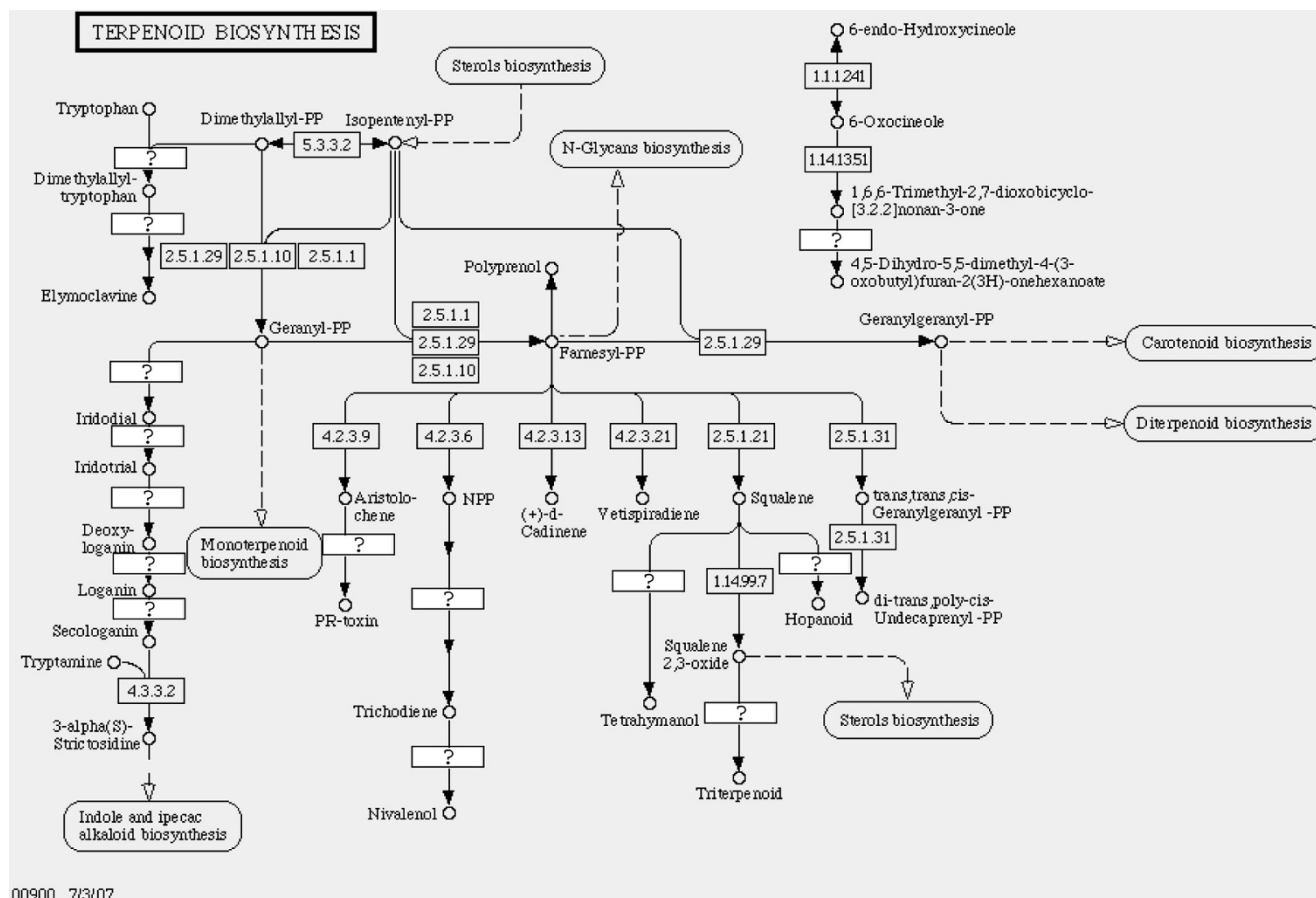 TERPENOID BIOSYNTHESIS
Sterols biosynthesis
6-endo-Hydroxycineole
1.1.1.241
6-Oxocineole
1.14.13.51
1,6,6-Trimethyl-2,7-dioxobicyclo-
[3.2.2]nonan-3-one
?
4,5-Dihydro-5,5-dimethyl-4-(3-
oxobutyl)furan-2(3H)-onehexanoate
Tryptophan
Dimethylallyl-PP
Isopentenyl-PP
5.3.3.2
N-Glycans biosynthesis
?
Dimethylallyl-
tryptophan
?
2.5.1.29
2.5.1.10
2.5.1.1
Elymoclavine
Polyprenol
Geranyl-PP
2.5.1.1
2.5.1.29
2.5.1.10
Farnesyl-PP
2.5.1.29
Geranylgeranyl-PP
Carotenoid biosynthesis
Diterpenoid biosynthesis
?
Iridodial
?
Iridotrial
?
Deoxy-
loganin
?
Loganin
?
Secologanin
Tryptamine
4.3.3.2
3-alpha(S)-
Strictosidine
Indole and ipecac
alkaloid biosynthesis
Monoterpenoid
biosynthesis
4.2.3.9
4.2.3.6
4.2.3.13
4.2.3.21
2.5.1.21
2.5.1.31
Aristolo-
chene
?
PR-toxin
NPP
?
Trichodiene
?
Nivalenol
(+)-d-
Cadinene
Vetispiradiene
Squalene
trans,trans,cis-
Geranylgeranyl -PP
2.5.1.31
di-trans,poly-cis-
Undecaprenyl -PP
?
1.14.99.7
?
Hopanoid
Squalene
2,3-oxide
Tetrahymanol
?
Sterols biosynthesis
Triterpenoid
00900 7/3/07